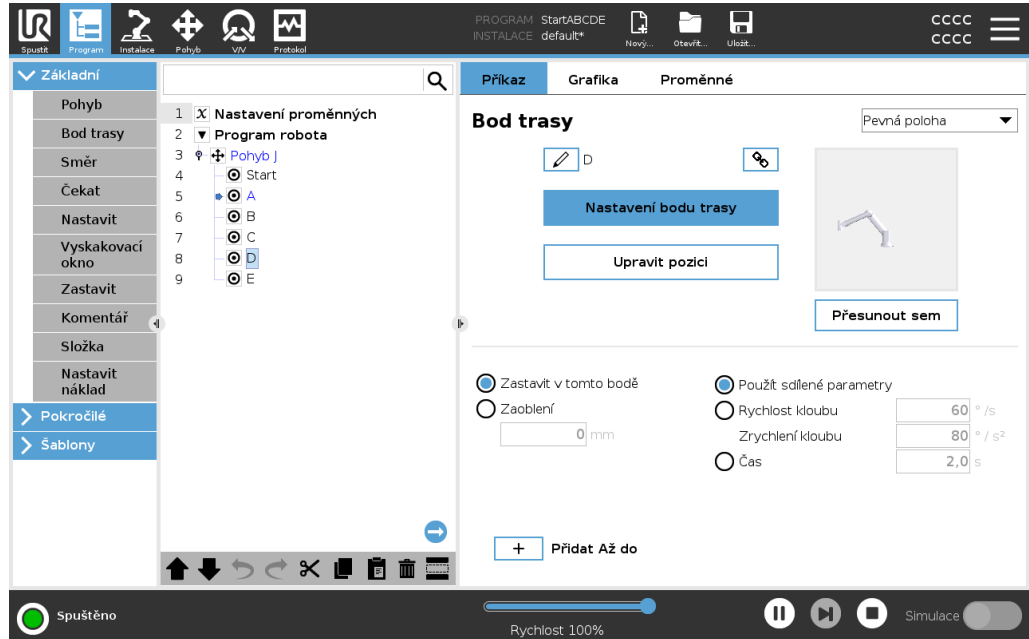 PROGRAM StartABCDE
INSTALACE default*
CCCC
CCCC
Spustit
Program
Instalace
Pohyb
V/V
Protokol
Nový...
Otevřít...
Uložit...
Základní
Pohyb
Bod trasy
Směr
Čekat
Nastavit
Vyskakovací
okno
Zastavit
Komentář
Složka
Nastavit
náklad
Pokročilé
Šablony
1 X Nastavení proměnných
2 Program robota
3 Pohyb J
4 Start
5 A
6 B
7 C
8 D
9 E
Příkaz
Grafika
Proměnné
Bod trasy
Pevná poloha
D
Nastavení bodu trasy
Upravit pozici
Přesunout sem
Zastavit v tomto bodě
Zaoblení
0 mm
Použít sdílené parametry
Rychlost kloubu 60 °/s
Zrychlení kloubu 80 °/ s²
Čas 2,0 s
+ Přidat Až do
Spuštěno
Rychlost 100%
Simulace